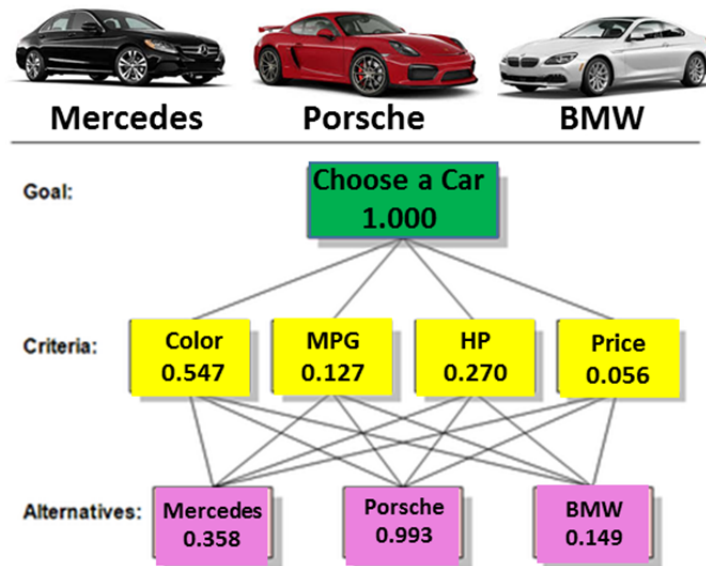 Mercedes Porsche BMW
Goal:
Choose a Car
1.000
Criteria:
Color
0.547
MPG
0.127
HP
0.270
Price
0.056
Alternatives:
Mercedes
0.358
Porsche
0.993
BMW
0.149